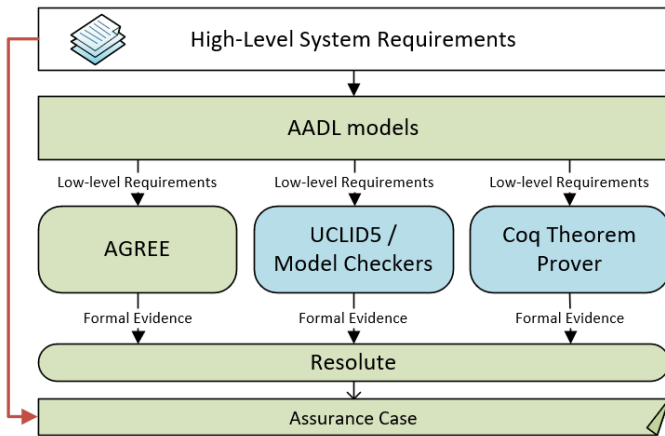 High-Level System Requirements
AADL models
Low-level Requirements
Low-level Requirements
Low-level Requirements
AGREE
UCLID5 /
Model Checkers
Coq Theorem
Prover
Formal Evidence
Formal Evidence
Formal Evidence
Resolute
Assurance Case